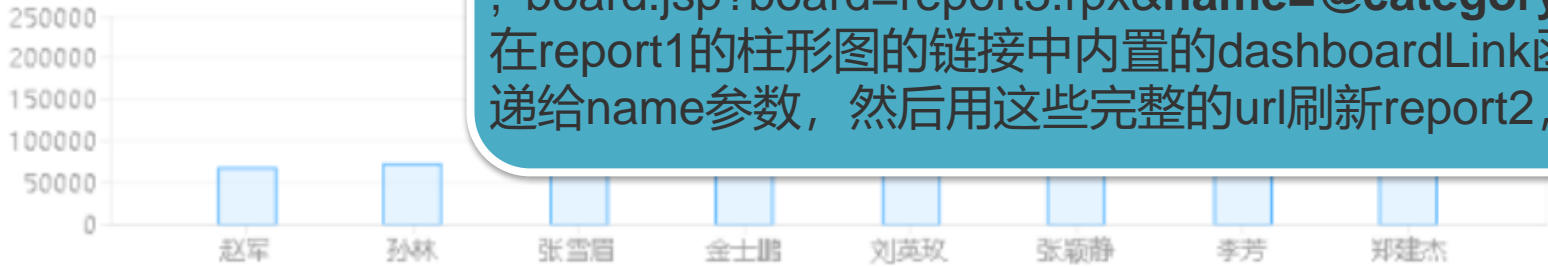 , board.jsp?board=report3.rpx&name=@category
在report1的柱形图的链接中内置的dashboardLink函
递给name参数，然后用这些完整的url刷新report2，
250000
200000
150000
100000
50000
0
赵军 孙林 张雪眉 金士鹏 刘英玫 张颖静 李芳 郑建杰